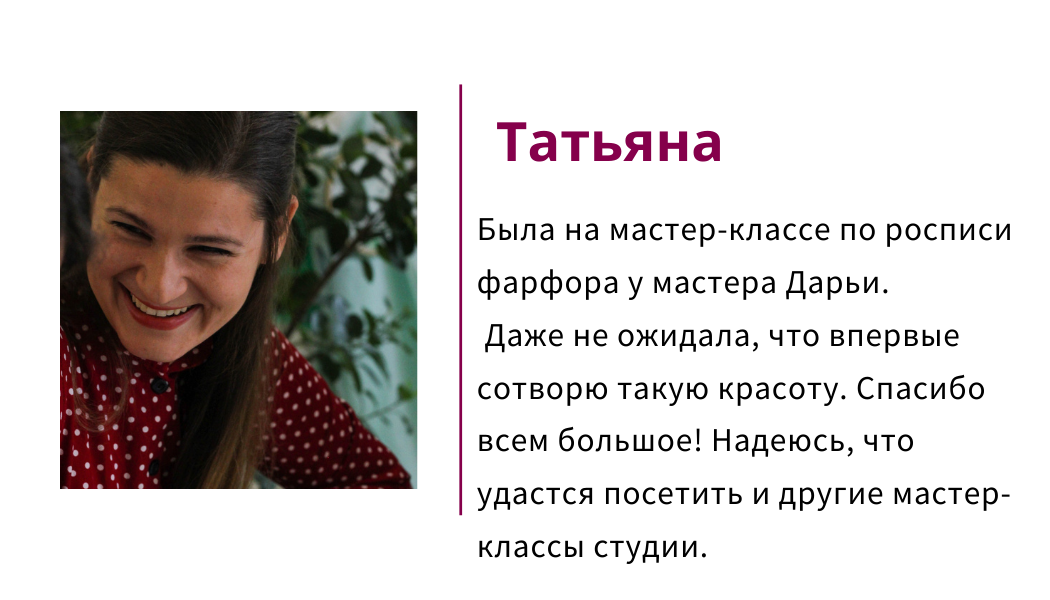 Татьяна
Была на мастер-классе по росписи
фарфора у мастера Дарьи.
Даже не ожидала, что впервые
сотворю такую красоту. Спасибо
всем большое! Надеюсь, что
удастся посетить и другие мастер-
классы студии.